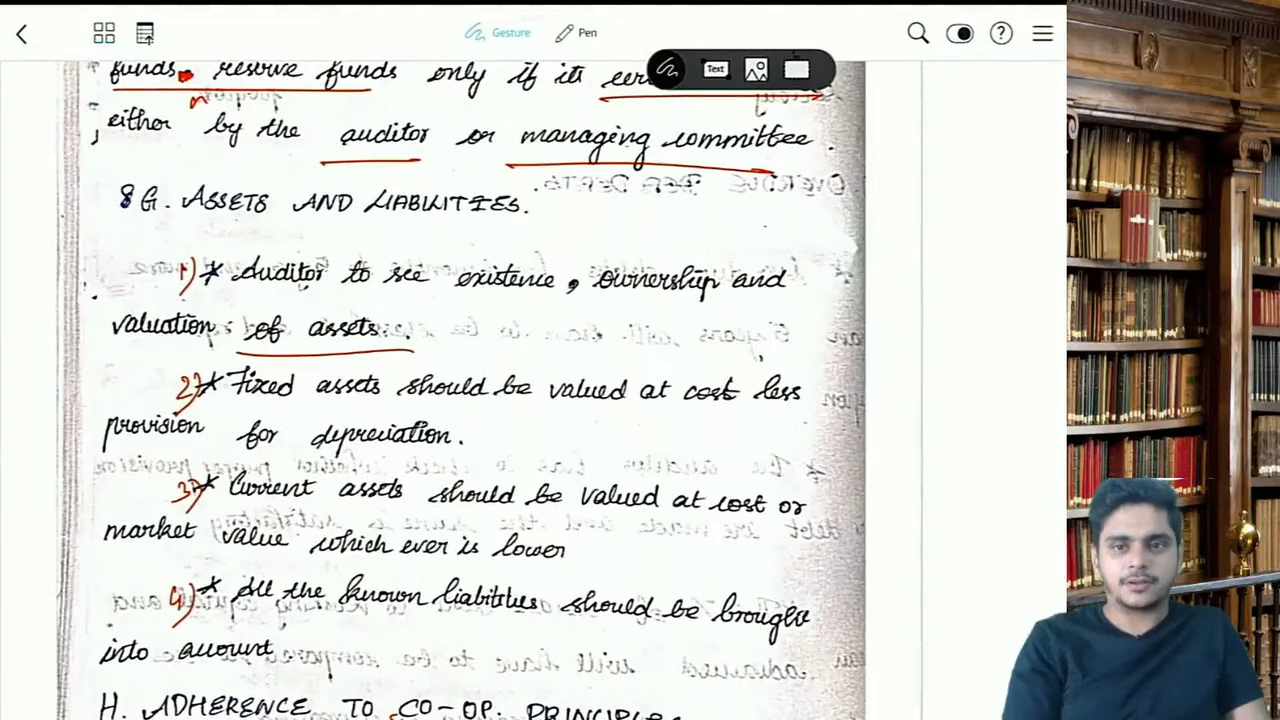 Gesture
Pen
Text
funds. reserve funds only if its
either by the auditor or managing committee.
8 G. ASSETS AND LIABILITIES.
1) * Auditor to see existence, ownership and
valuation of assets.
2) * Fixed assets should be valued at cost less
provision for depreciation.
3) * Current assets should be valued at cost or
market value which ever is lower
4) * All the known liabilities should be brought
into account
H. ADHERENCE TO CO-OP. PRINCIPLES